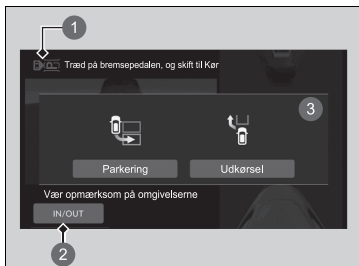 1
Træd på bremsepedalen, og skift til Kør
3
Parkering Udkørsel
Vær opmærksom på omgivelserne
IN/OUT
2